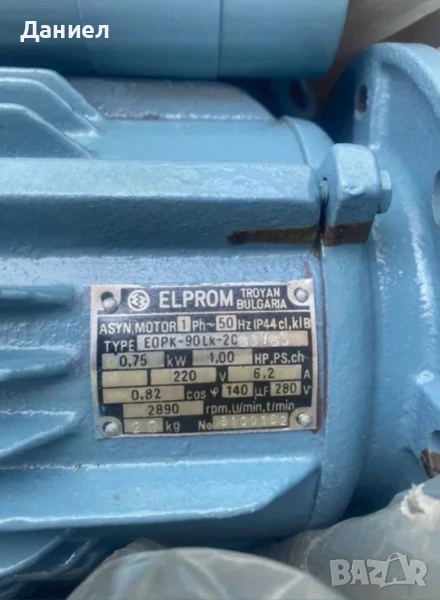 Даниел
ELPROM TROYAN BULGARIA
ASYN. MOTOR 1 Ph~ 50 Hz IP44 cl,kl B
TYPE EOPK-90Lk-2C
0,75 kW 1,00 HP,PS,ch
220 V 6,2 A
0.82 cos φ 140 µF 280 V
2890 rpm,U/min,t/min
kg No
BAZAR